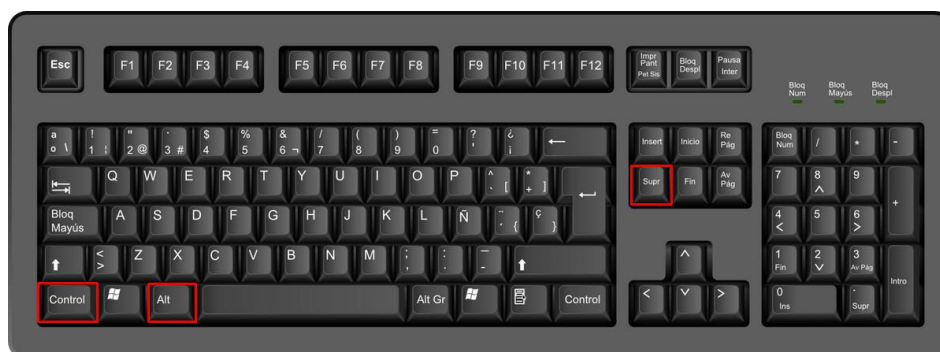 Esc F1 F2 F3 F4 F5 F6 F7 F8 F9 F10 F11 F12 Impr Pant Pet Sis Bloq Despl Pausa Inter
Bloq Num Bloq Mayús Bloq Despl
a º \ ! 1 ¦ " 2 @ · 3 # $ 4 % 5 & 6 ¬ / 7 ( 8 ) 9 = 0 ? ' ¿ ¡ Insert Inicio Re Pág Bloq Num / * -
Q W E R T Y U I O P ^ ` [ * + ] Supr Fin Av Pág 7 8 9 +
Bloq Mayús A S D F G H J K L Ñ ¨ ´ { ç } 4 5 6
< > Z X C V B N M ; , : . _ - 1 Fin 2 3 Av Pág Intro
Control Alt Alt Gr Control 0 Ins . Supr